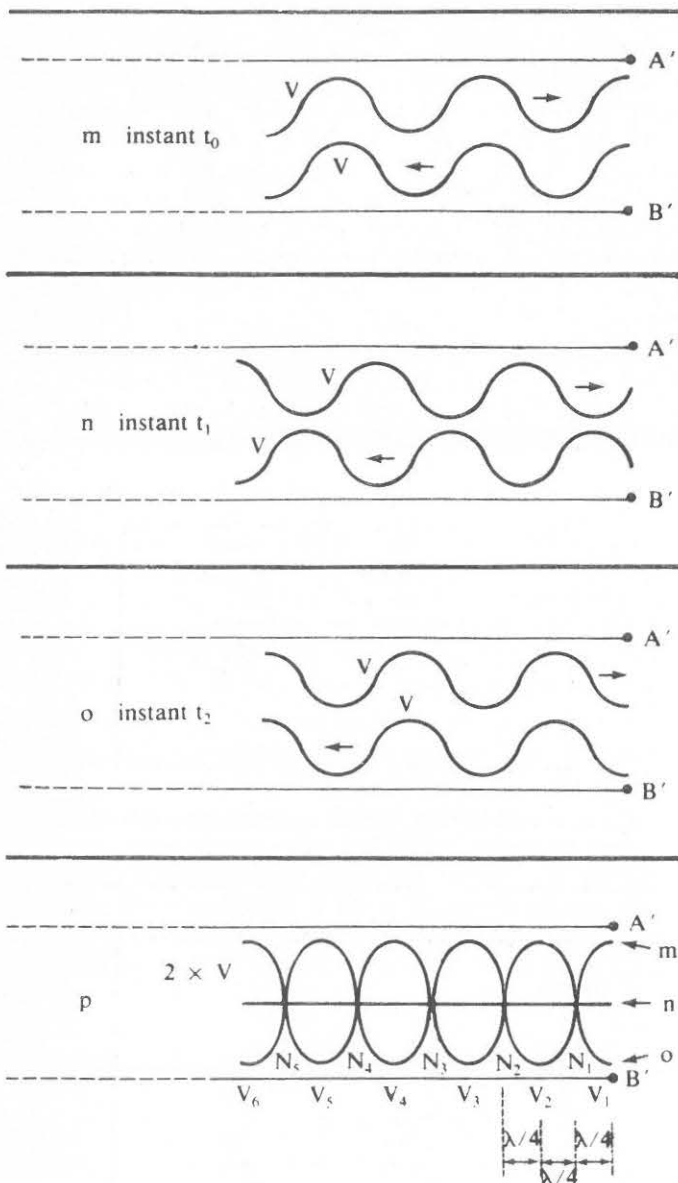 A′
V
m instant t₀
V
B′
A′
V
n instant t₁
V
B′
A′
V
V
o instant t₂
B′
A′
m
2 × V
p
n
N₅ N₄ N₃ N₂ N₁ o
B′
V₆ V₅ V₄ V₃ V₂ V₁
λ/4 λ/4
λ/4